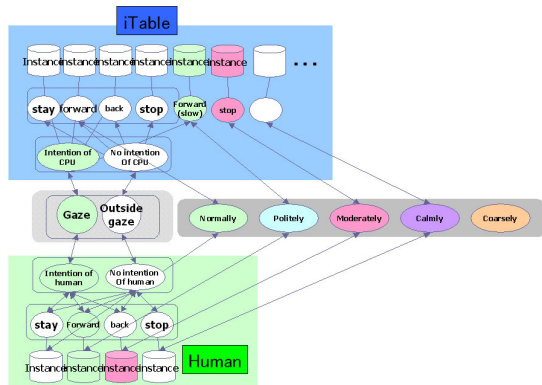 iTable
Instance instance instance instance instance instance ...
stay forward back stop Forward stop
(slow)
Intention of No intention
CPU Of CPU
Gaze Outside
gaze
Normally Politely Moderately Calmly Coarsely
Intention of No intention
human Of human
stay Forward back stop
Instance instance instance instance
Human